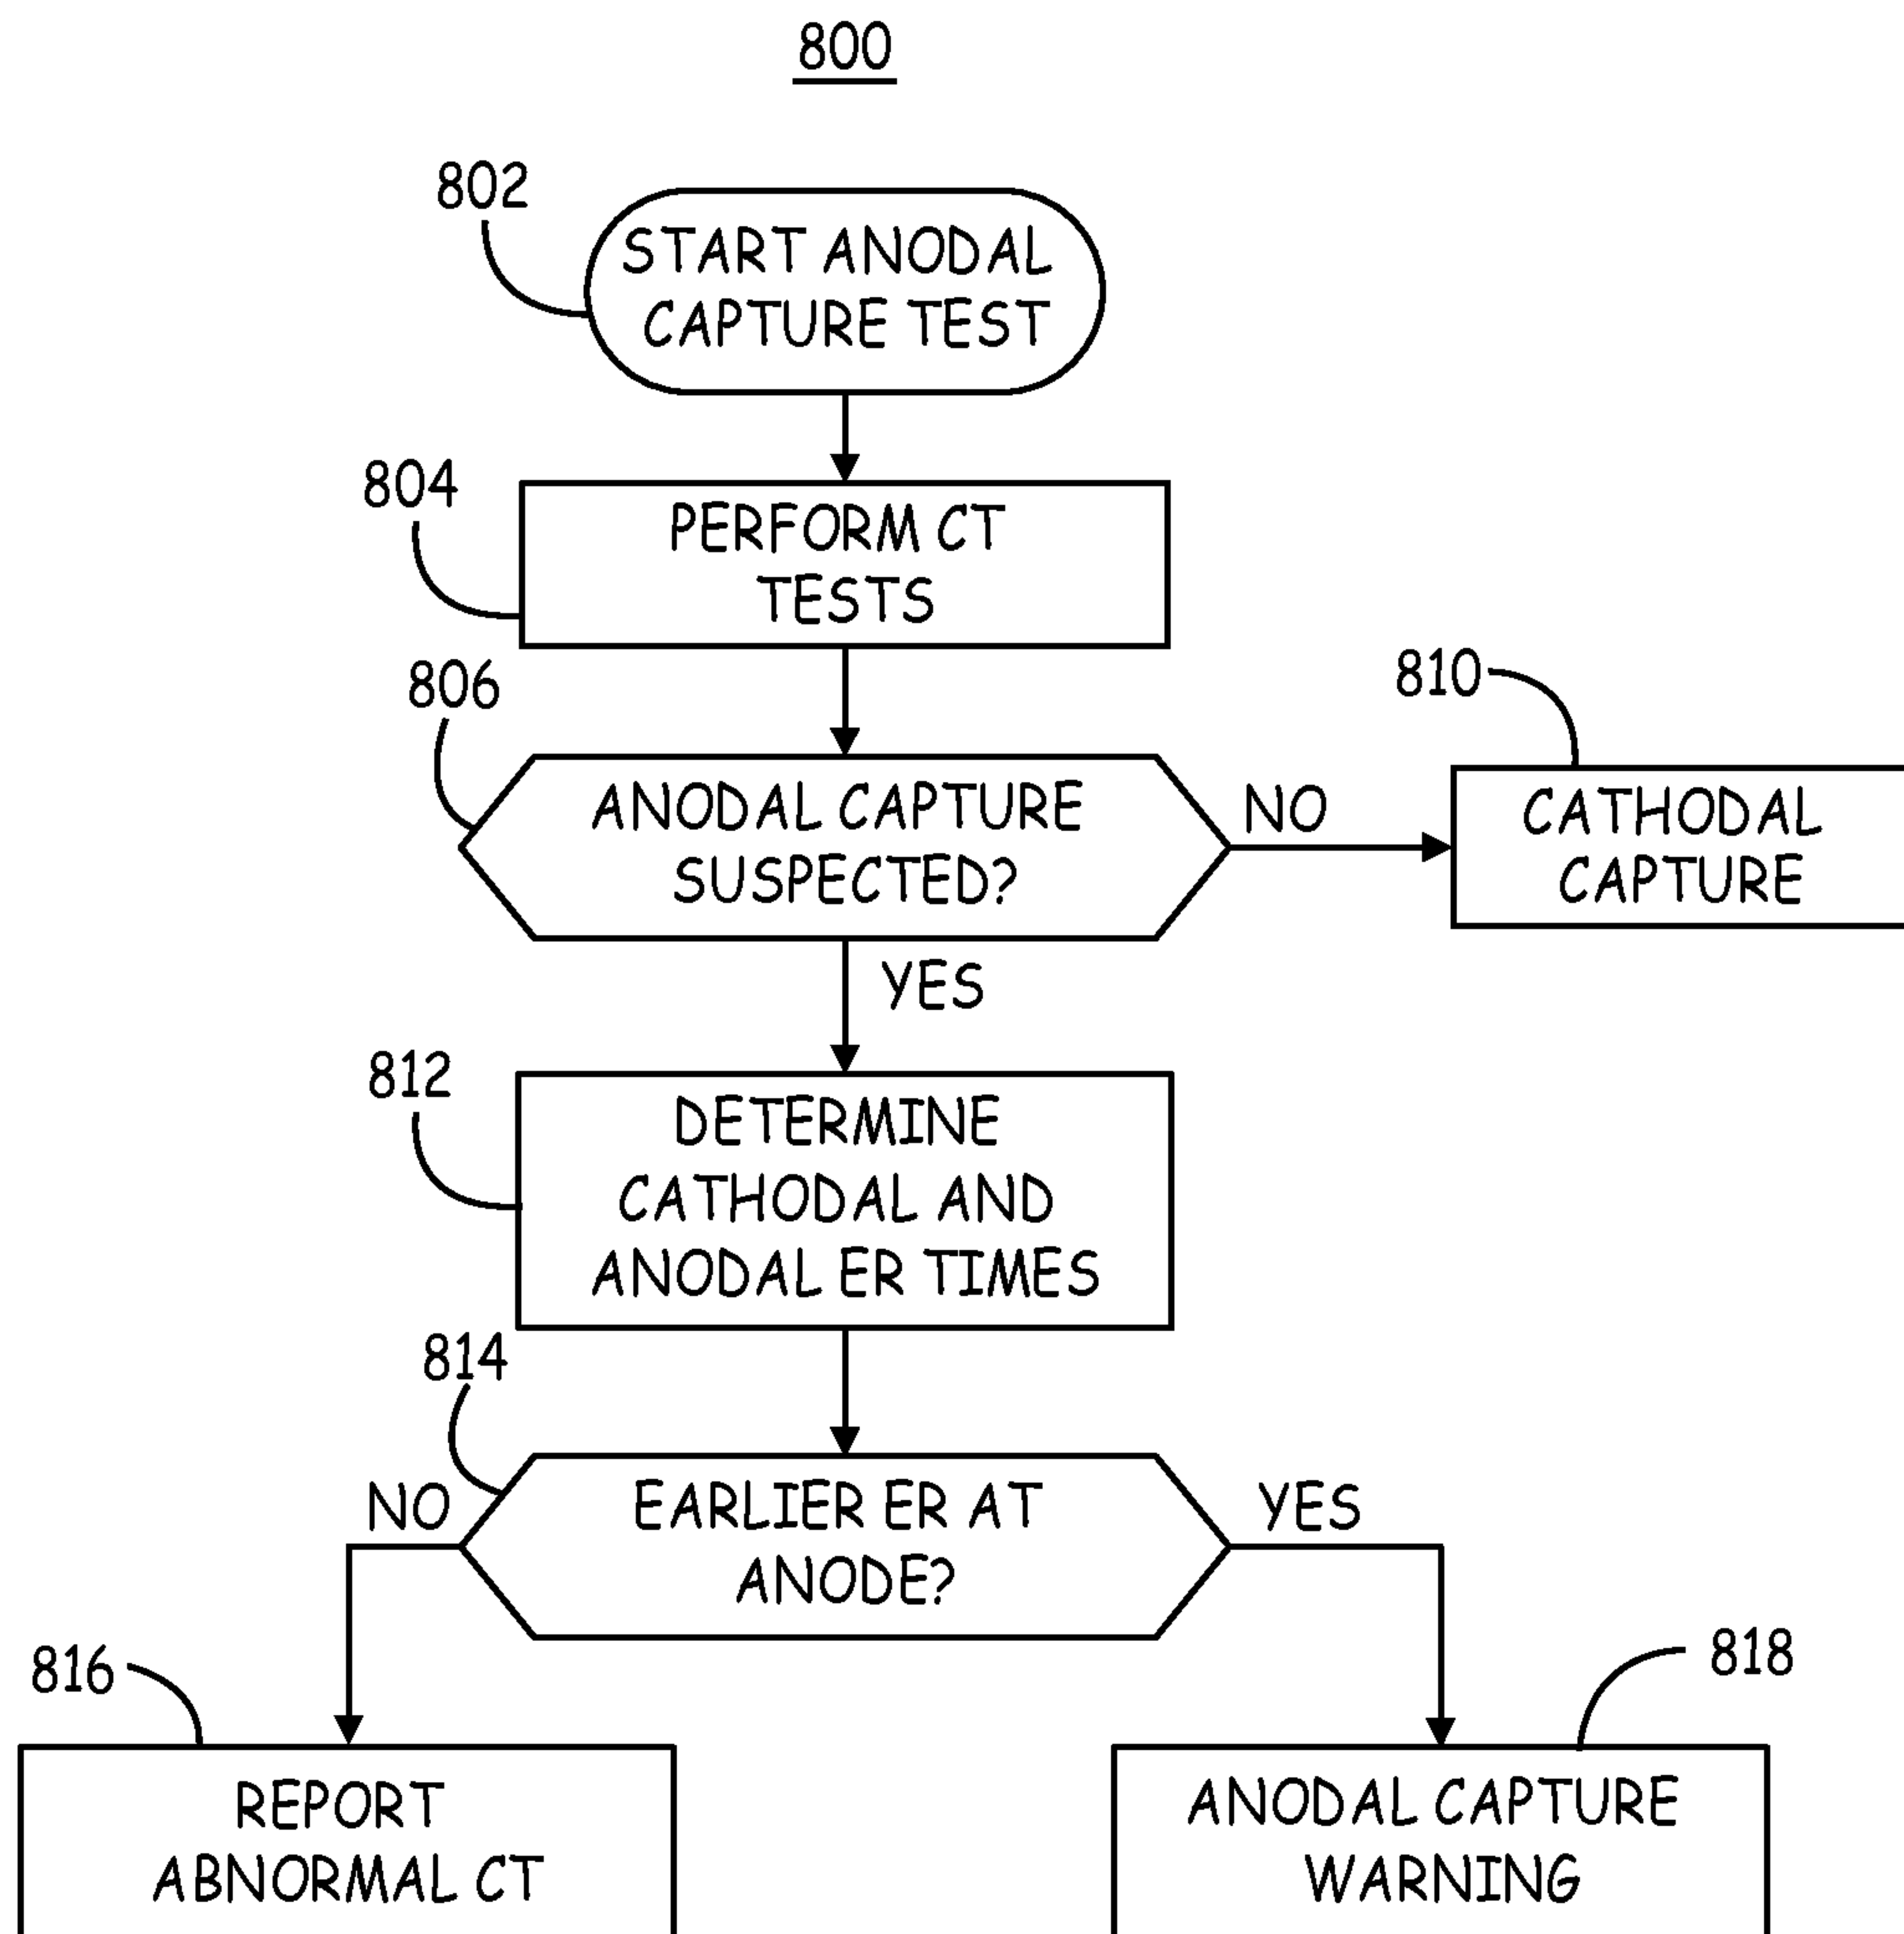 800
802
START ANODAL
CAPTURE TEST
804
PERFORM CT
TESTS
806
810
ANODAL CAPTURE
SUSPECTED?
NO
CATHODAL
CAPTURE
YES
812
DETERMINE
CATHODAL AND
ANODAL ER TIMES
814
NO
EARLIER ER AT
ANODE?
YES
816
818
REPORT
ABNORMAL CT
ANODAL CAPTURE
WARNING